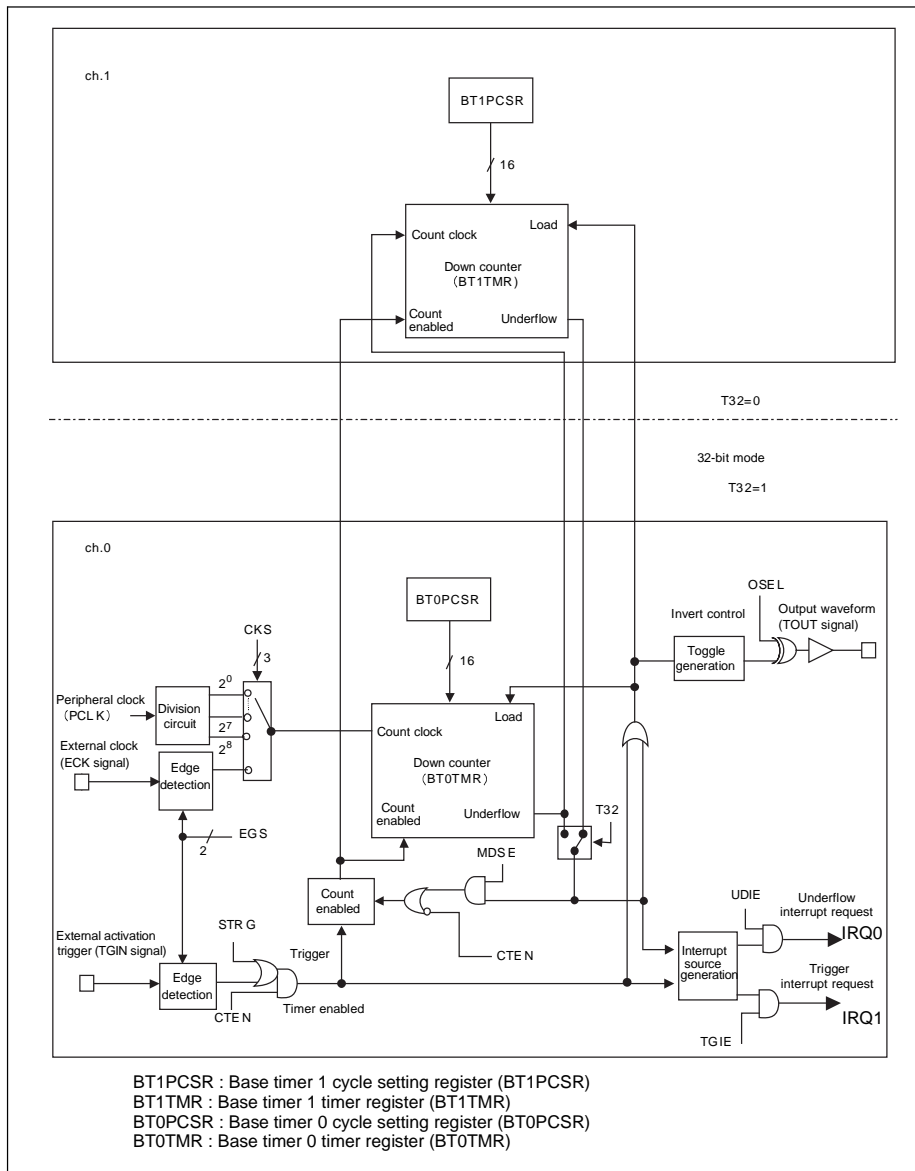 ch.1
BT1PCSR
16
Count clock
Load
Down counter
(BT1TMR)
Count
enabled
Underflow
T32=0
32-bit mode
T32=1
ch.0
BT0PCSR
16
OSEL
Invert control
Output waveform
(TOUT signal)
Toggle
generation
CKS
3
Peripheral clock
(PCLK)
Division
circuit
2^0
2^7
2^8
External clock
(ECK signal)
Edge
detection
EGS
2
Count clock
Load
Down counter
(BT0TMR)
Count
enabled
Underflow
T32
MDSE
Count
enabled
CTEN
STRG
Trigger
External activation
trigger (TGIN signal)
Edge
detection
CTEN
Timer enabled
UDIE
Underflow
interrupt request
IRQ0
Interrupt
source
generation
Trigger
interrupt request
IRQ1
TGIE
BT1PCSR : Base timer 1 cycle setting register (BT1PCSR)
BT1TMR : Base timer 1 timer register (BT1TMR)
BT0PCSR : Base timer 0 cycle setting register (BT0PCSR)
BT0TMR : Base timer 0 timer register (BT0TMR)